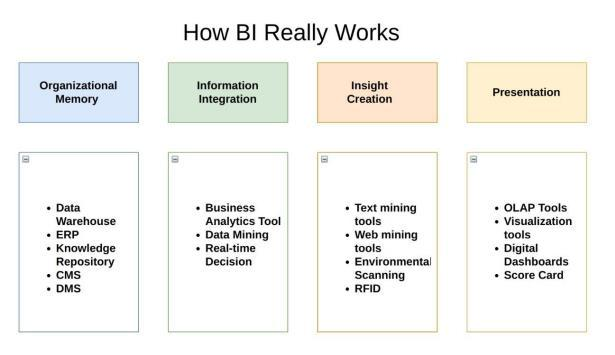 How BI Really Works
Organizational
Memory
Information
Integration
Insight
Creation
Presentation
• Data
Warehouse
• ERP
• Knowledge
Repository
• CMS
• DMS
• Business
Analytics Tool
• Data Mining
• Real-time
Decision
• Text mining
tools
• Web mining
tools
• Environmental
Scanning
• RFID
• OLAP Tools
• Visualization
tools
• Digital
Dashboards
• Score Card